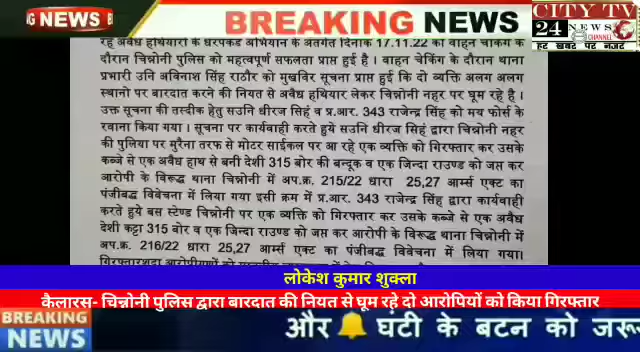 NG NEWS
BREAKING NEWS
CITY TV
24 NEWS
CHANNEL
हर खबर पर नजर
रहे अवैध हथियारों के धरपकड अभियान के अंतर्गत दिनांक 17.11.22 को वाहन चेकिंग के
दौरान चिन्नोनी पुलिस को महत्वपूर्ण सफलता प्राप्त हुई है । वाहन चेकिंग के दौरान थाना
प्रभारी उनि अविनाश सिंह राठौर को मुखविर सूचना प्राप्त हुई कि दो व्यक्ति अलग अलग
स्थानो पर बारदात करने की नियत से अवैध हथियार लेकर चिन्नोनी नहर पर घूम रहे है ।
उक्त सूचना की तस्दीक हेतु सउनि धीरज सिहं व प्र.आर. 343 राजेन्द्र सिंह को मय फोर्स के
रवाना किया गया । सूचना पर कार्यवाही करते हुये सउनि धीरज सिहं द्वारा चिन्नोनी नहर
की पुलिया पर मुरैना तरफ से मोटर साईकल पर आ रहे एक व्यक्ति को गिरफ्तार कर उसके
कब्जे से एक अवैध हाथ से बनी देशी 315 बोर की बन्दूक व एक जिन्दा राउण्ड को जप्त कर
आरोपी के विरूद्ध थाना चिन्नोनी में अप.क्र. 215/22 धारा 25,27 आर्म्स एक्ट का
पंजीबद्ध विबेचना में लिया गया इसी क्रम में प्र.आर. 343 राजेन्द्र सिंह द्वारा कार्यवाही
करते हुये बस स्टेण्ड चिन्नोनी पर एक व्यक्ति को गिरफ्तार कर उसके कब्जे से एक अवैध
देशी कट्टा 315 बोर व एक जिन्दा राउण्ड को जप्त कर आरोपी के विरूद्ध थाना चिन्नोनी में
अप.क्र. 216/22 धारा 25,27 आर्म्स एक्ट का पंजीबद्ध विबेचना में लिया गया।
लोकेश कुमार शुक्ला
कैलारस- चिन्नोनी पुलिस द्वारा बारदात की नियत से घूम रहे दो आरोपियों को किया गिरफ्तार
BREAKING
NEWS
और घंटी के बटन को जरू